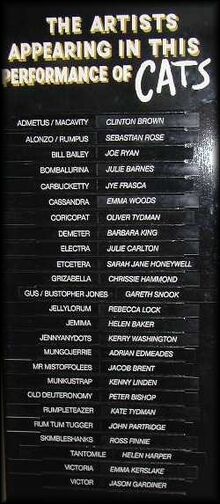 THE ARTISTS
APPEARING IN THIS
PERFORMANCE OF CATS
ADMETUS / MACAVITY CLINTON BROWN
ALONZO / RUMPUS SEBASTIAN ROSE
BILL BAILEY JOE RYAN
BOMBALURINA JULIE BARNES
CARBUCKETTY JYE FRASCA
CASSANDRA EMMA WOODS
CORICOPAT OLIVER TYDMAN
DEMETER BARBARA KING
ELECTRA JULIE CARLTON
ETCETERA SARAH JANE HONEYWELL
GRIZABELLA CHRISSIE HAMMOND
GUS / BUSTOPHER JONES GARETH SNOOK
JELLYLORUM REBECCA LOCK
JEMIMA HELEN BAKER
JENNYANYDOTS KERRY WASHINGTON
MUNGOJERRIE ADRIAN EDMEADES
MR MISTOFFOLEES JACOB BRENT
MUNKUSTRAP KENNY LINDEN
OLD DEUTERONOMY PETER BISHOP
RUMPLETEAZER KATE TYDMAN
RUM TUM TUGGER JOHN PARTRIDGE
SKIMBLESHANKS ROSS FINNIE
TANTOMILE HELEN HARPER
VICTORIA EMMA KERSLAKE
VICTOR JASON GARDINER